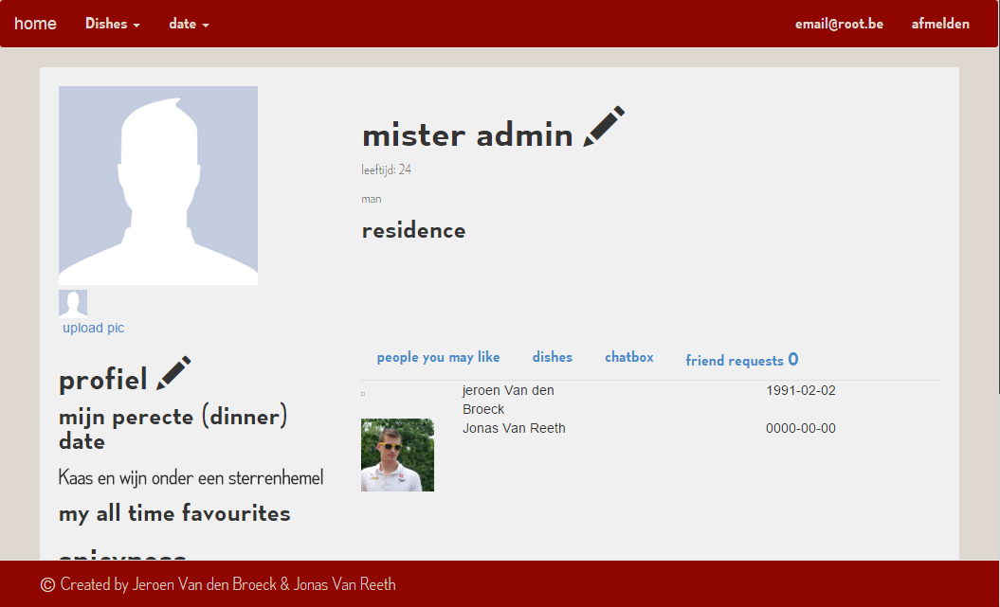 home Dishes date email@root.be afmelden
mister admin
leeftijd: 24
man
residence
upload pic
people you may like dishes chatbox friend requests 0
profiel
mijn perecte (dinner)
date
Kaas en wijn onder een sterrenhemel
my all time favourites
spicyness
jeroen Van den
Broeck
1991-02-02
Jonas Van Reeth 0000-00-00
© Created by Jeroen Van den Broeck & Jonas Van Reeth